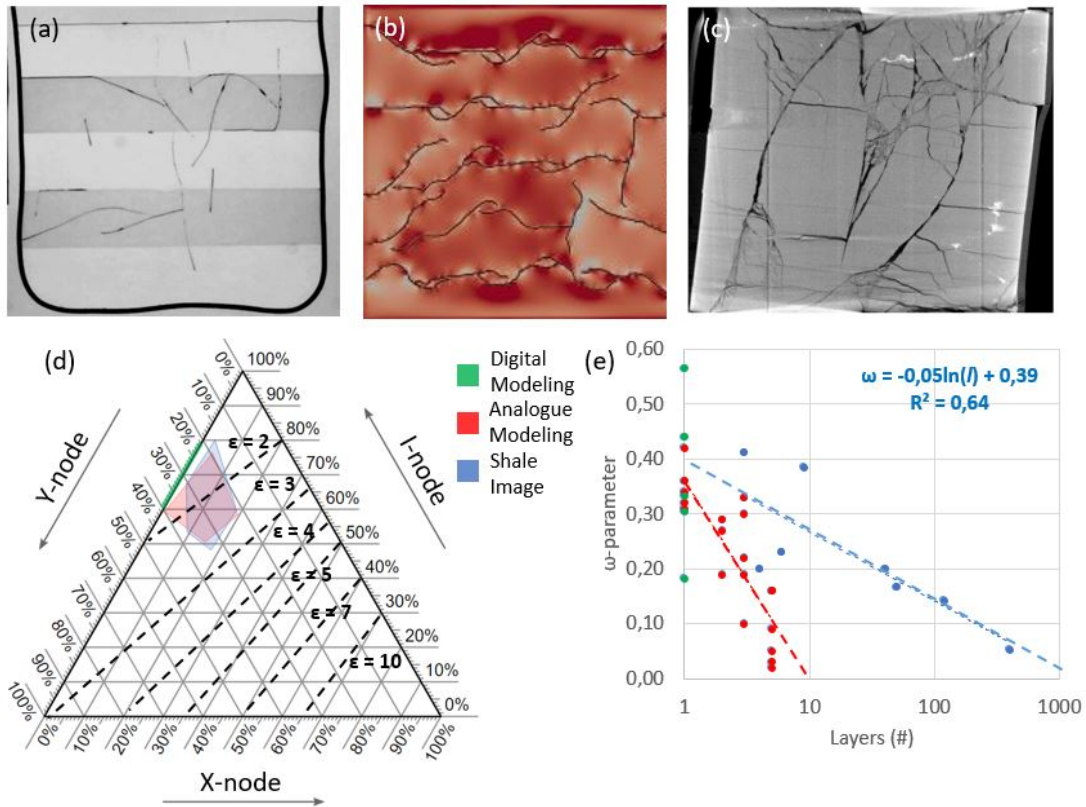 (a)
(b)
(c)
(d)
Digital
Modeling
Analogue
Modeling
Shale
Image
Y-node
I-node
X-node
0%
10%
20%
30%
40%
50%
60%
70%
80%
90%
100%
100%
90%
80%
70%
60%
50%
40%
30%
20%
10%
0%
0%
10%
20%
30%
40%
50%
60%
70%
80%
90%
100%
ε = 2
ε = 3
ε = 4
ε = 5
ε = 7
ε = 10
(e)
ω = -0,05ln(l) + 0,39
R² = 0,64
ω-parameter
0,60
0,50
0,40
0,30
0,20
0,10
0,00
1
10
100
1000
Layers (#)